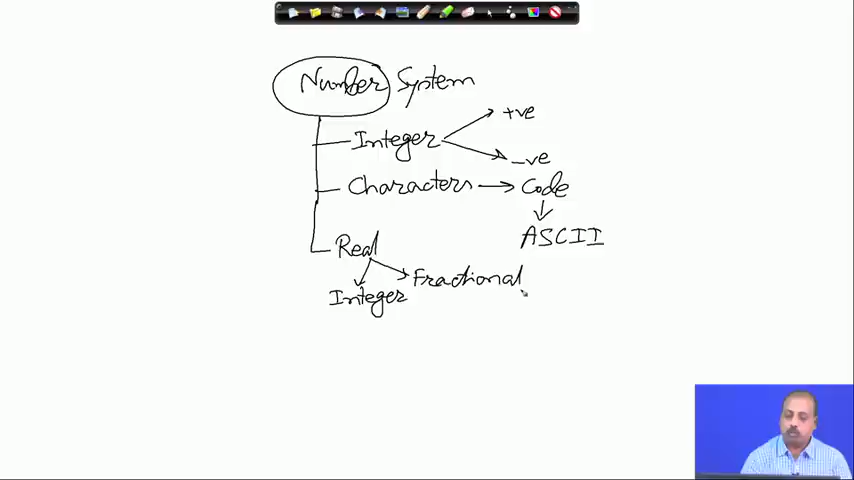 Number System
+ve
Integer
-ve
Characters → Code
ASCII
Real
Fractional
Integer